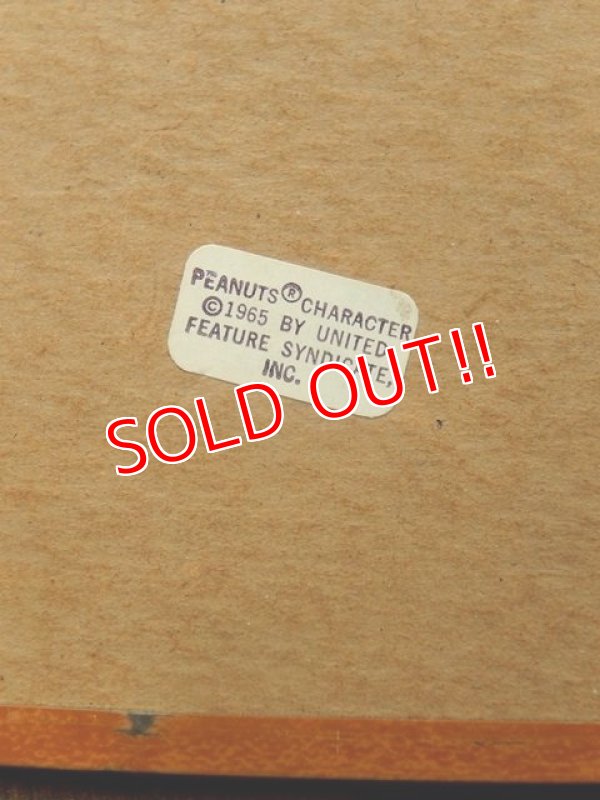 PEANUTS® CHARACTER
©1965 BY UNITED
FEATURE SYNDICATE,
INC.
SOLD OUT!!